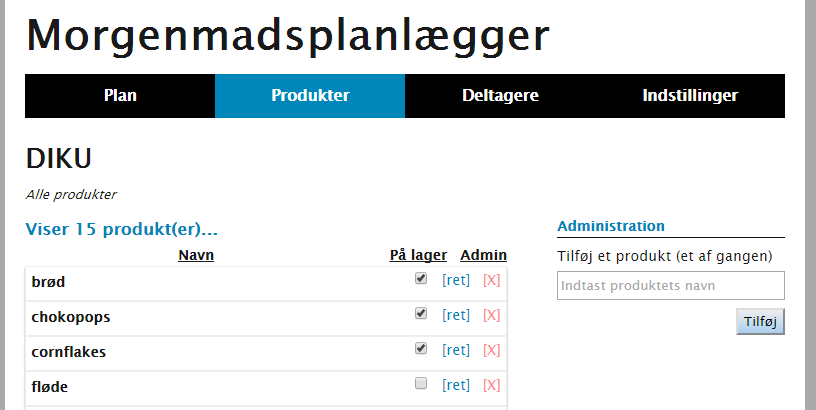 Morgenmadsplanlægger
Plan Produkter Deltagere Indstillinger
DIKU
Alle produkter
Viser 15 produkt(er)...
Navn På lager Admin
brød [ret] [X]
chokopops [ret] [X]
cornflakes [ret] [X]
fløde [ret] [X]
Administration
Tilføj et produkt (et af gangen)
Indtast produktets navn
Tilføj